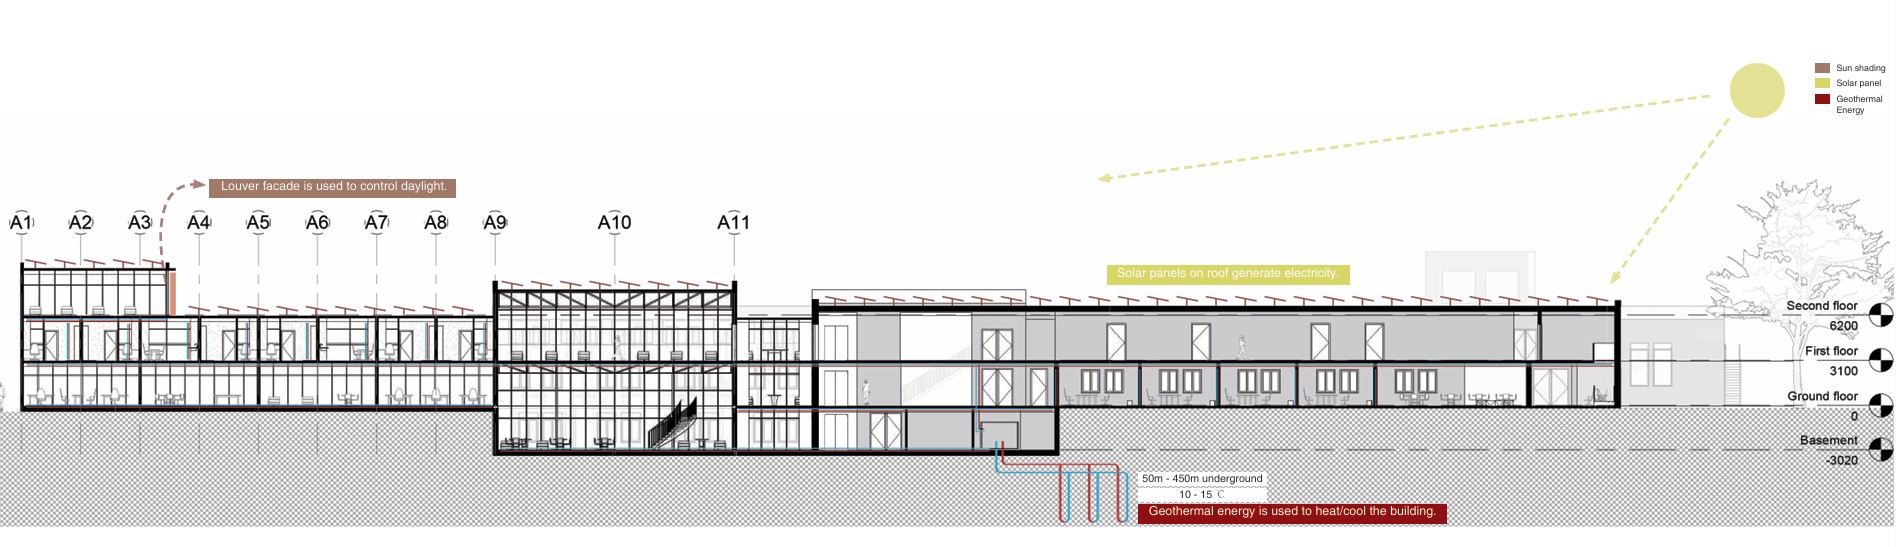 Sun shading
Solar panel
Geothermal
Energy
Louver facade is used to control daylight.
A1 A2 A3 A4 A5 A6 A7 A8 A9 A10 A11
Solar panels on roof generate electricity.
Second floor
6200
First floor
3100
Ground floor
0
Basement
-3020
50m - 450m underground
10 - 15 ℃
Geothermal energy is used to heat/cool the building.